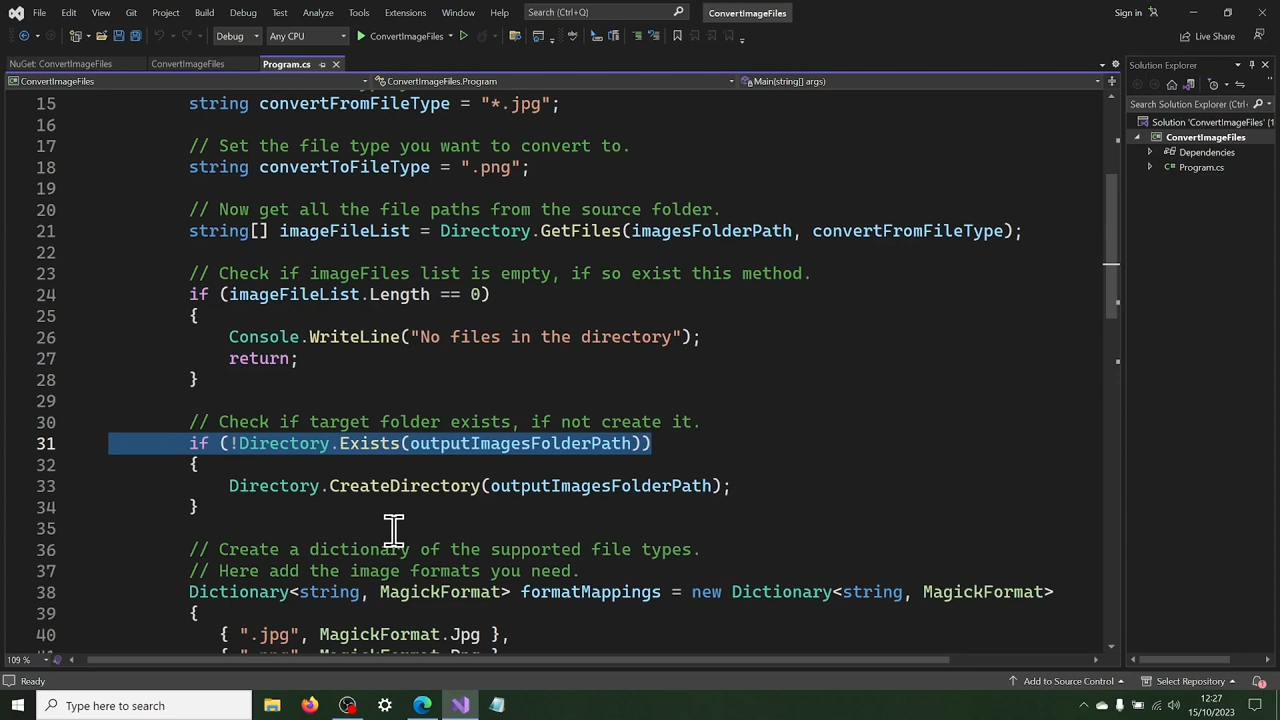 File Edit View Git Project Build Debug Test Analyze Tools Extensions Window Help Search (Ctrl+Q) ConvertImageFiles Sign in
Debug Any CPU ConvertImageFiles Live Share
NuGet: ConvertImageFiles ConvertImageFiles Program.cs Solution Explorer
ConvertImageFiles ConvertImageFiles.Program Main(string[] args)
Search Solution Explorer (Ctrl+
Solution 'ConvertImageFiles' (1
ConvertImageFiles
Dependencies
Program.cs
15 string convertFromFileType = "*.jpg";
16
17 // Set the file type you want to convert to.
18 string convertToFileType = ".png";
19
20 // Now get all the file paths from the source folder.
21 string[] imageFileList = Directory.GetFiles(imagesFolderPath, convertFromFileType);
22
23 // Check if imageFiles list is empty, if so exist this method.
24 if (imageFileList.Length == 0)
25 {
26 Console.WriteLine("No files in the directory");
27 return;
28 }
29
30 // Check if target folder exists, if not create it.
31 if (!Directory.Exists(outputImagesFolderPath))
32 {
33 Directory.CreateDirectory(outputImagesFolderPath);
34 }
35
36 // Create a dictionary of the supported file types.
37 // Here add the image formats you need.
38 Dictionary<string, MagickFormat> formatMappings = new Dictionary<string, MagickFormat>
39 {
40 { ".jpg", MagickFormat.Jpg },
109 %
Ready Add to Source Control Select Repository 1
Type here to search
12:27
15/10/2023